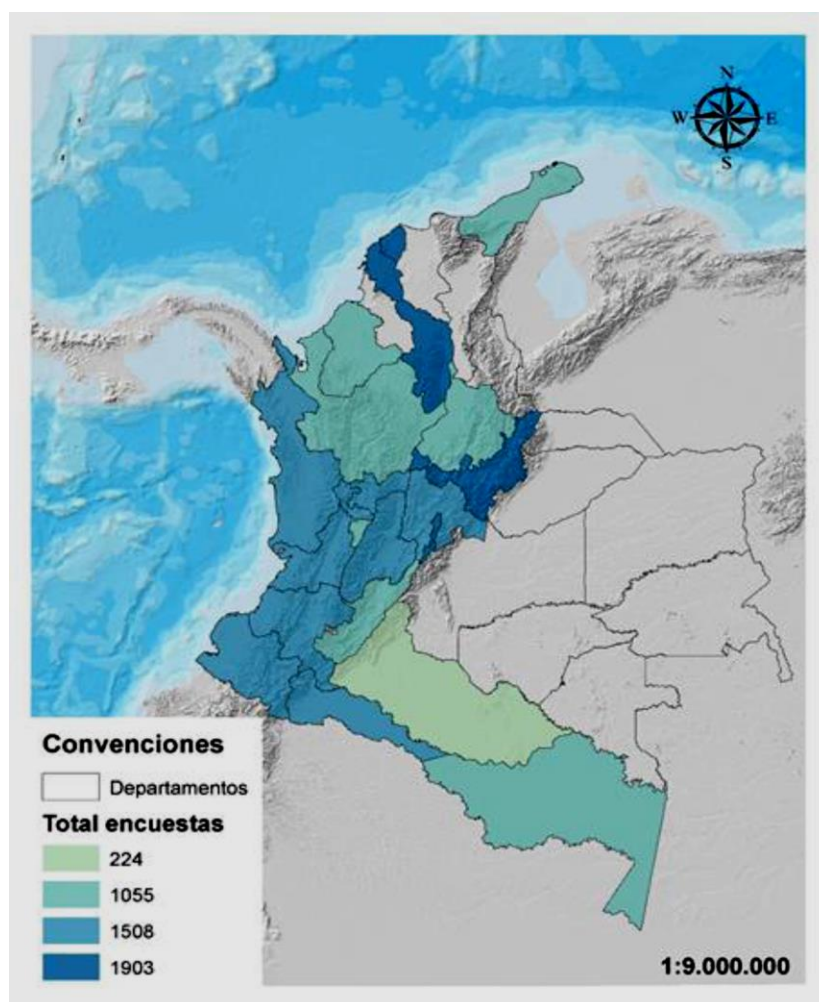 N
W E
S
Convenciones
Departamentos
Total encuestas
224
1055
1508
1903
1:9.000.000